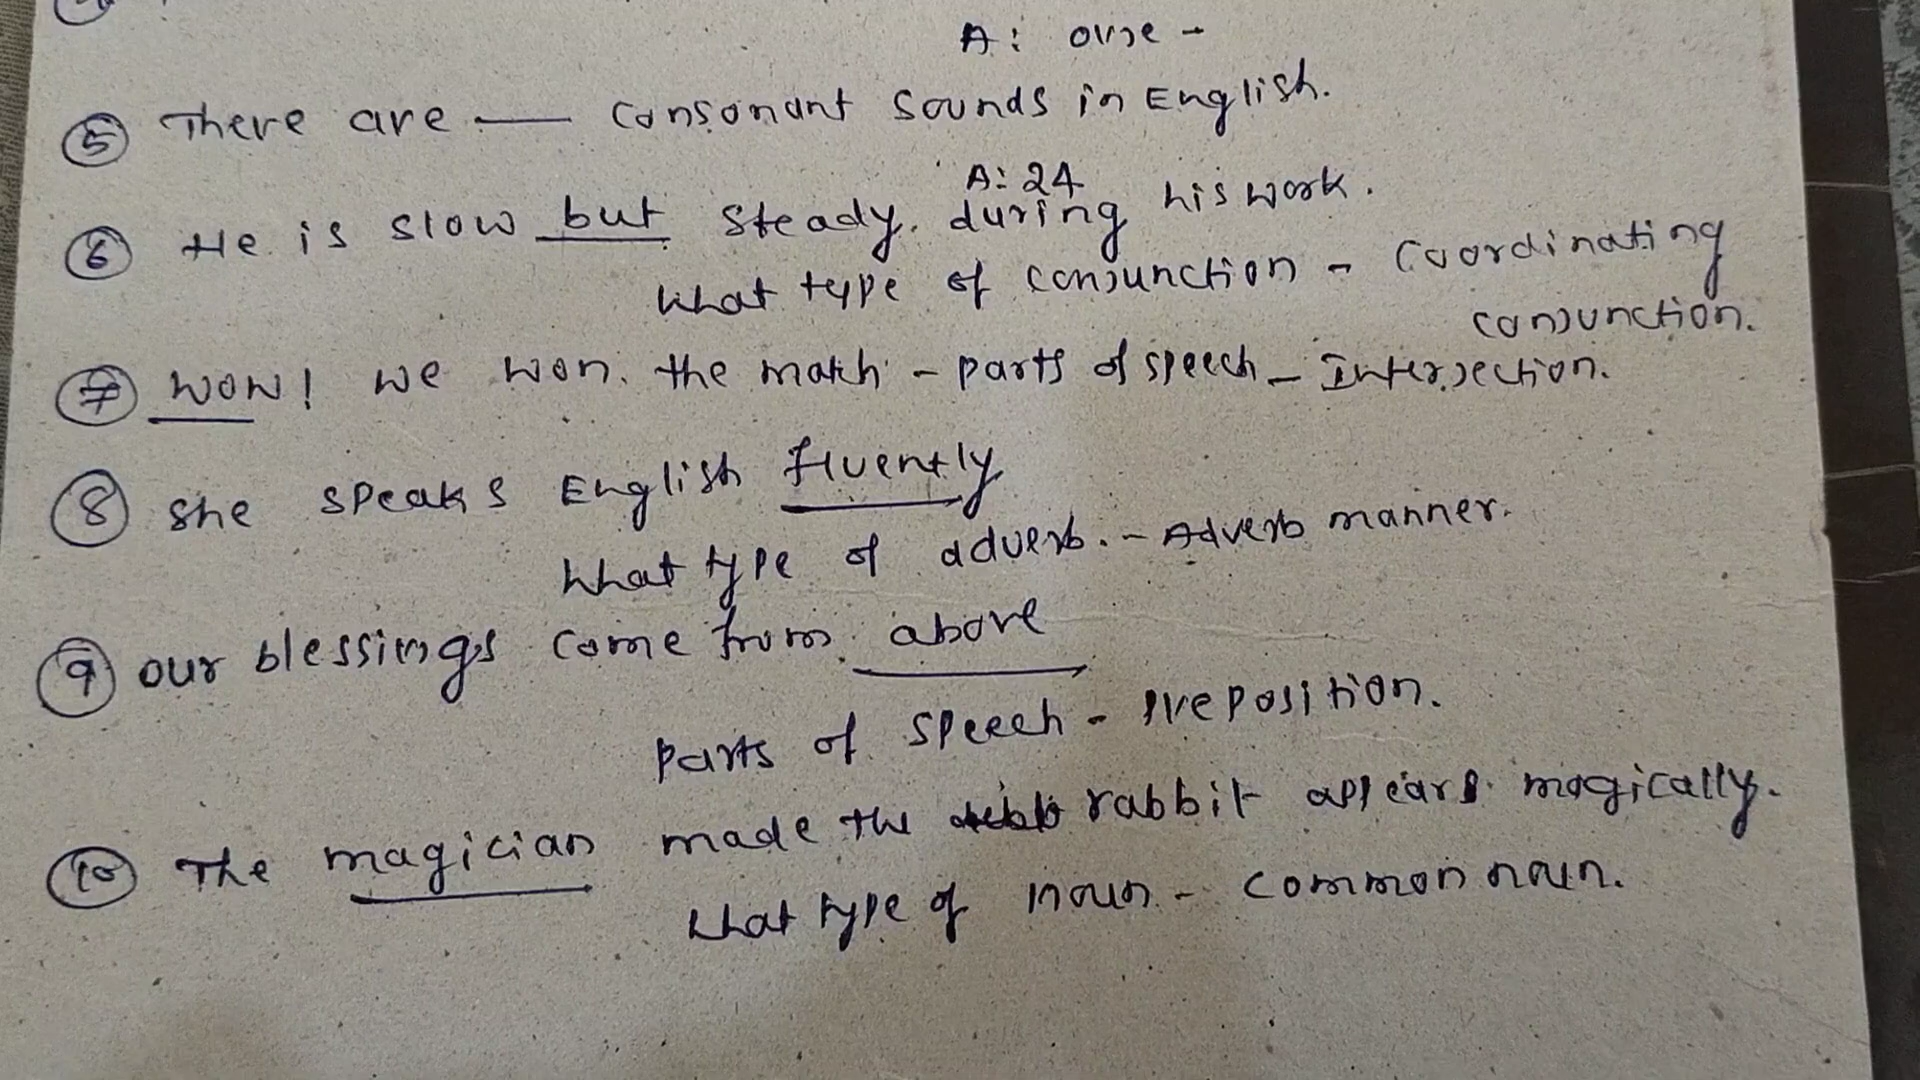 A:
⑤ There are — consonant sounds in English.
A: 24
⑥ He is slow but steady during his work.
What type of conjunction - Coordinating
conjunction.
⑦ WOW! We won the match - parts of speech - Interjection.
⑧ She speaks English fluently
What type of adverb. - Adverb manner.
⑨ our blessings come from above
parts of speech - preposition.
⑩ The magician made the rabbit appears magically.
What type of noun - common noun.